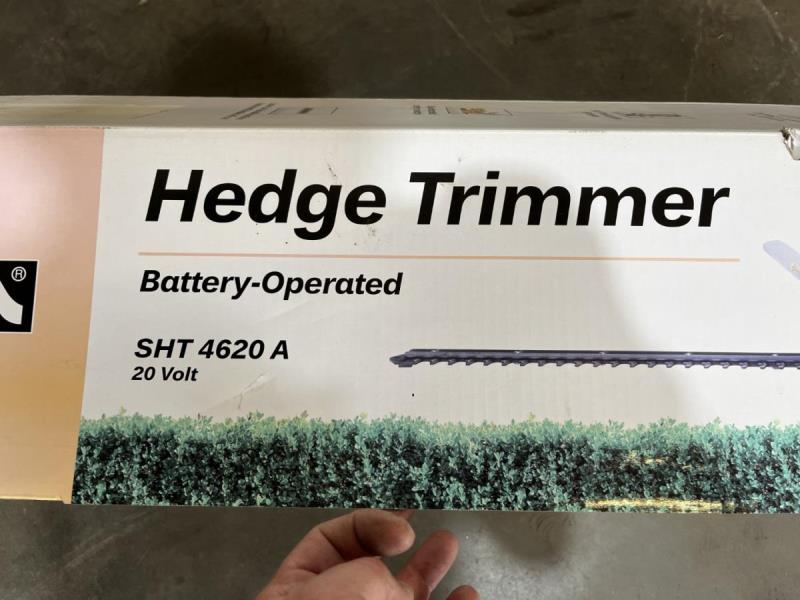 Hedge Trimmer
Battery-Operated
SHT 4620 A
20 Volt
®